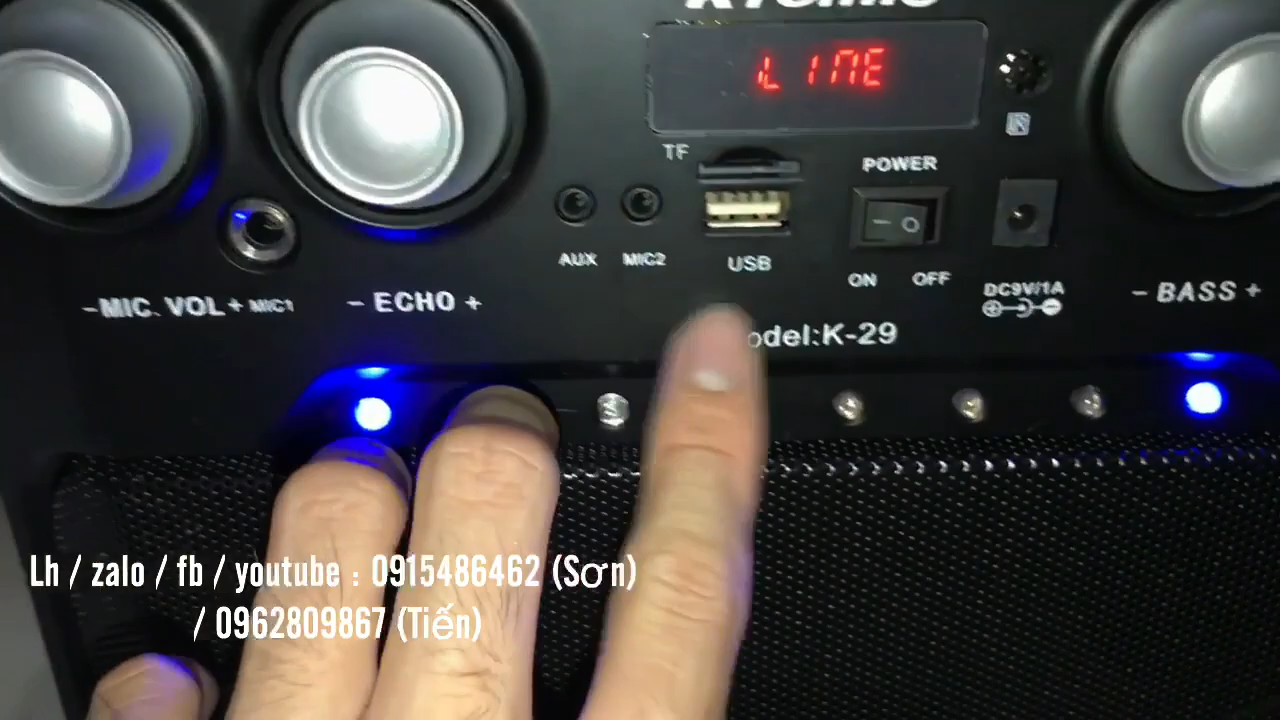 LINE
TF
POWER
AUX MIC2 USB ON OFF
DC9V/1A
-MIC. VOL + MIC1 - ECHO + - BASS +
odel:K-29
Lh / zalo / fb / youtube : 0915486462 (Sơn)
/ 0962809867 (Tiến)